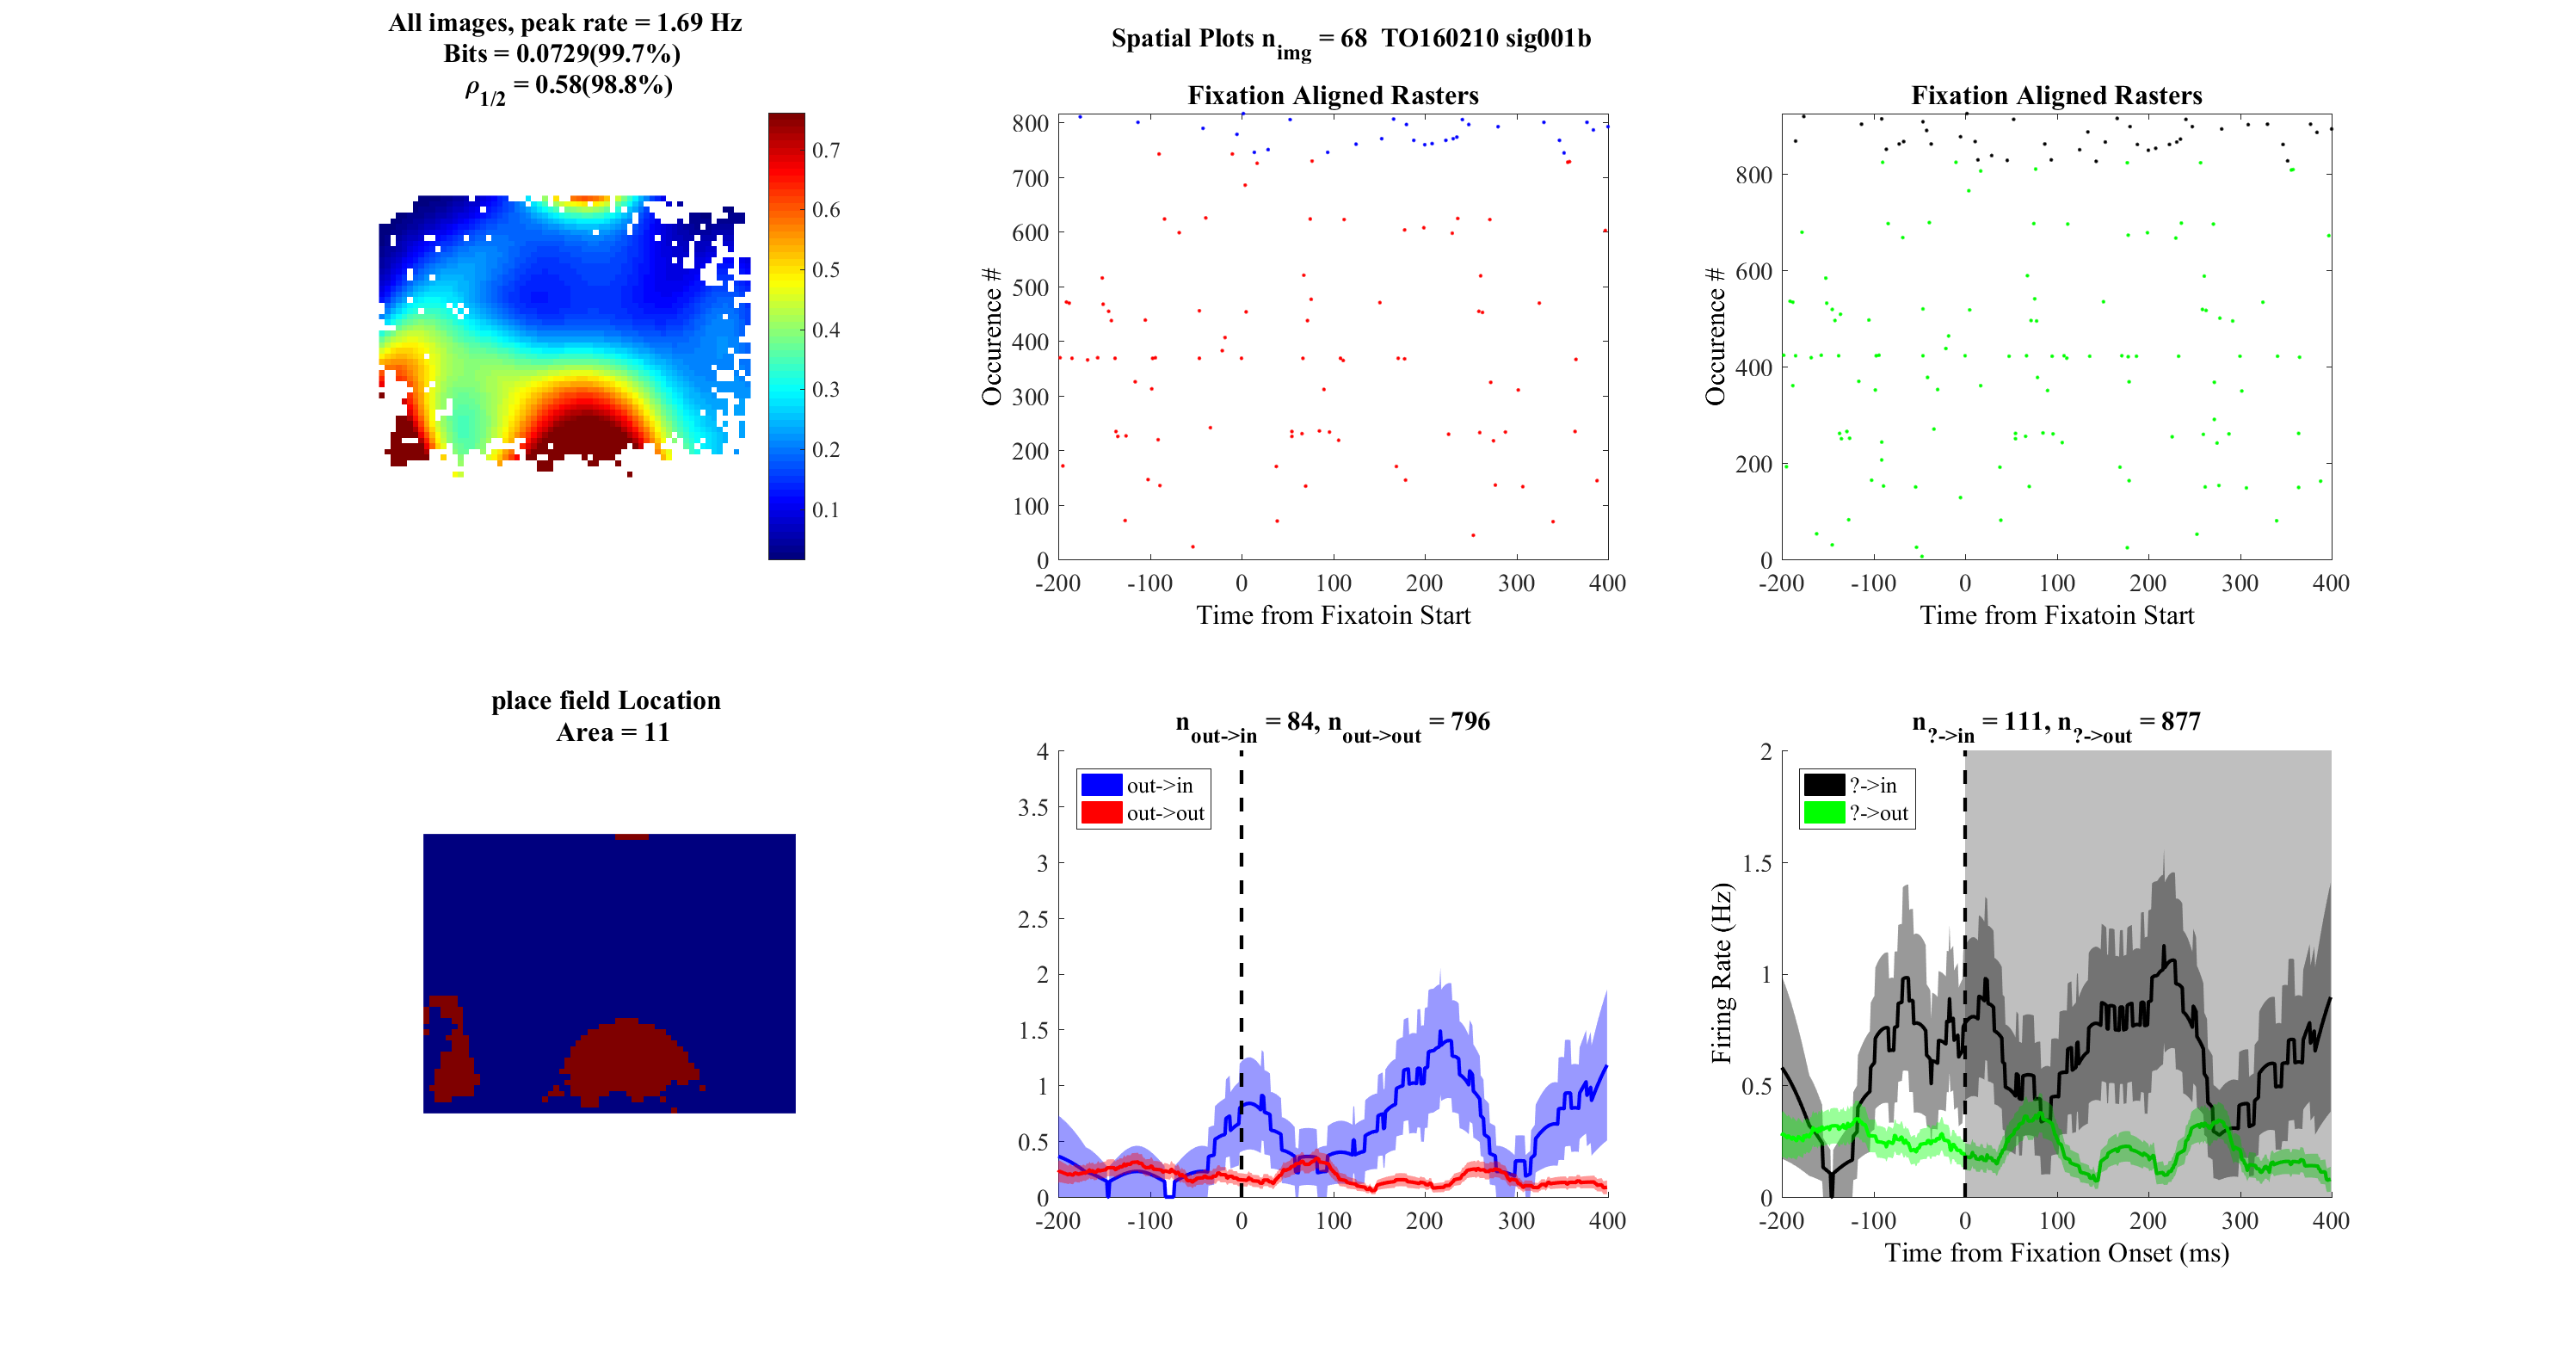 All images, peak rate = 1.69 Hz
Bits = 0.0729(99.7%)
ρ1/2 = 0.58(98.8%)
0.7
0.6
0.5
0.4
0.3
0.2
0.1
Spatial Plots nimg = 68 TO160210 sig001b
Fixation Aligned Rasters
Occurence #
800
700
600
500
400
300
200
100
0
-200 -100 0 100 200 300 400
Time from Fixatoin Start
Fixation Aligned Rasters
Occurence #
800
600
400
200
0
-200 -100 0 100 200 300 400
Time from Fixatoin Start
place field Location
Area = 11
nout->in = 84, nout->out = 796
4
3.5
3
2.5
2
1.5
1
0.5
0
out->in
out->out
-200 -100 0 100 200 300 400
n?->in = 111, n?->out = 877
Firing Rate (Hz)
2
1.5
1
0.5
0
?->in
?->out
-200 -100 0 100 200 300 400
Time from Fixation Onset (ms)